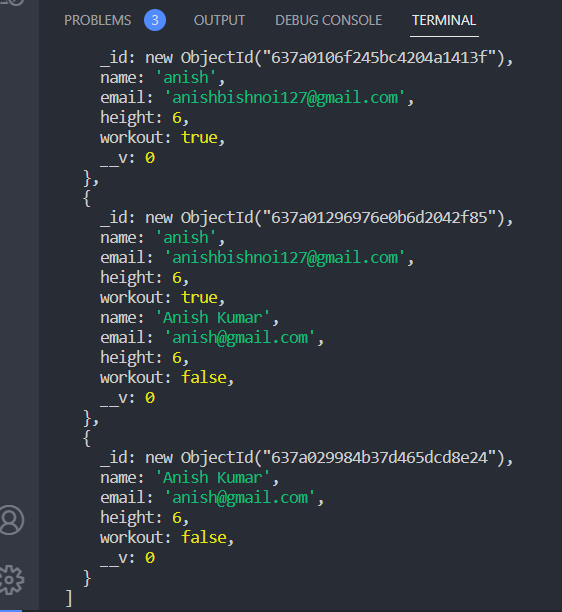 PROBLEMS 3 OUTPUT DEBUG CONSOLE TERMINAL
_id: new ObjectId("637a0106f245bc4204a1413f"),
name: 'anish',
email: 'anishbishnoi127@gmail.com',
height: 6,
workout: true,
__v: 0
},
{
_id: new ObjectId("637a01296976e0b6d2042f85"),
name: 'anish',
email: 'anishbishnoi127@gmail.com',
height: 6,
workout: true,
name: 'Anish Kumar',
email: 'anish@gmail.com',
height: 6,
workout: false,
__v: 0
},
{
_id: new ObjectId("637a029984b37d465dcd8e24"),
name: 'Anish Kumar',
email: 'anish@gmail.com',
height: 6,
workout: false,
__v: 0
}
]